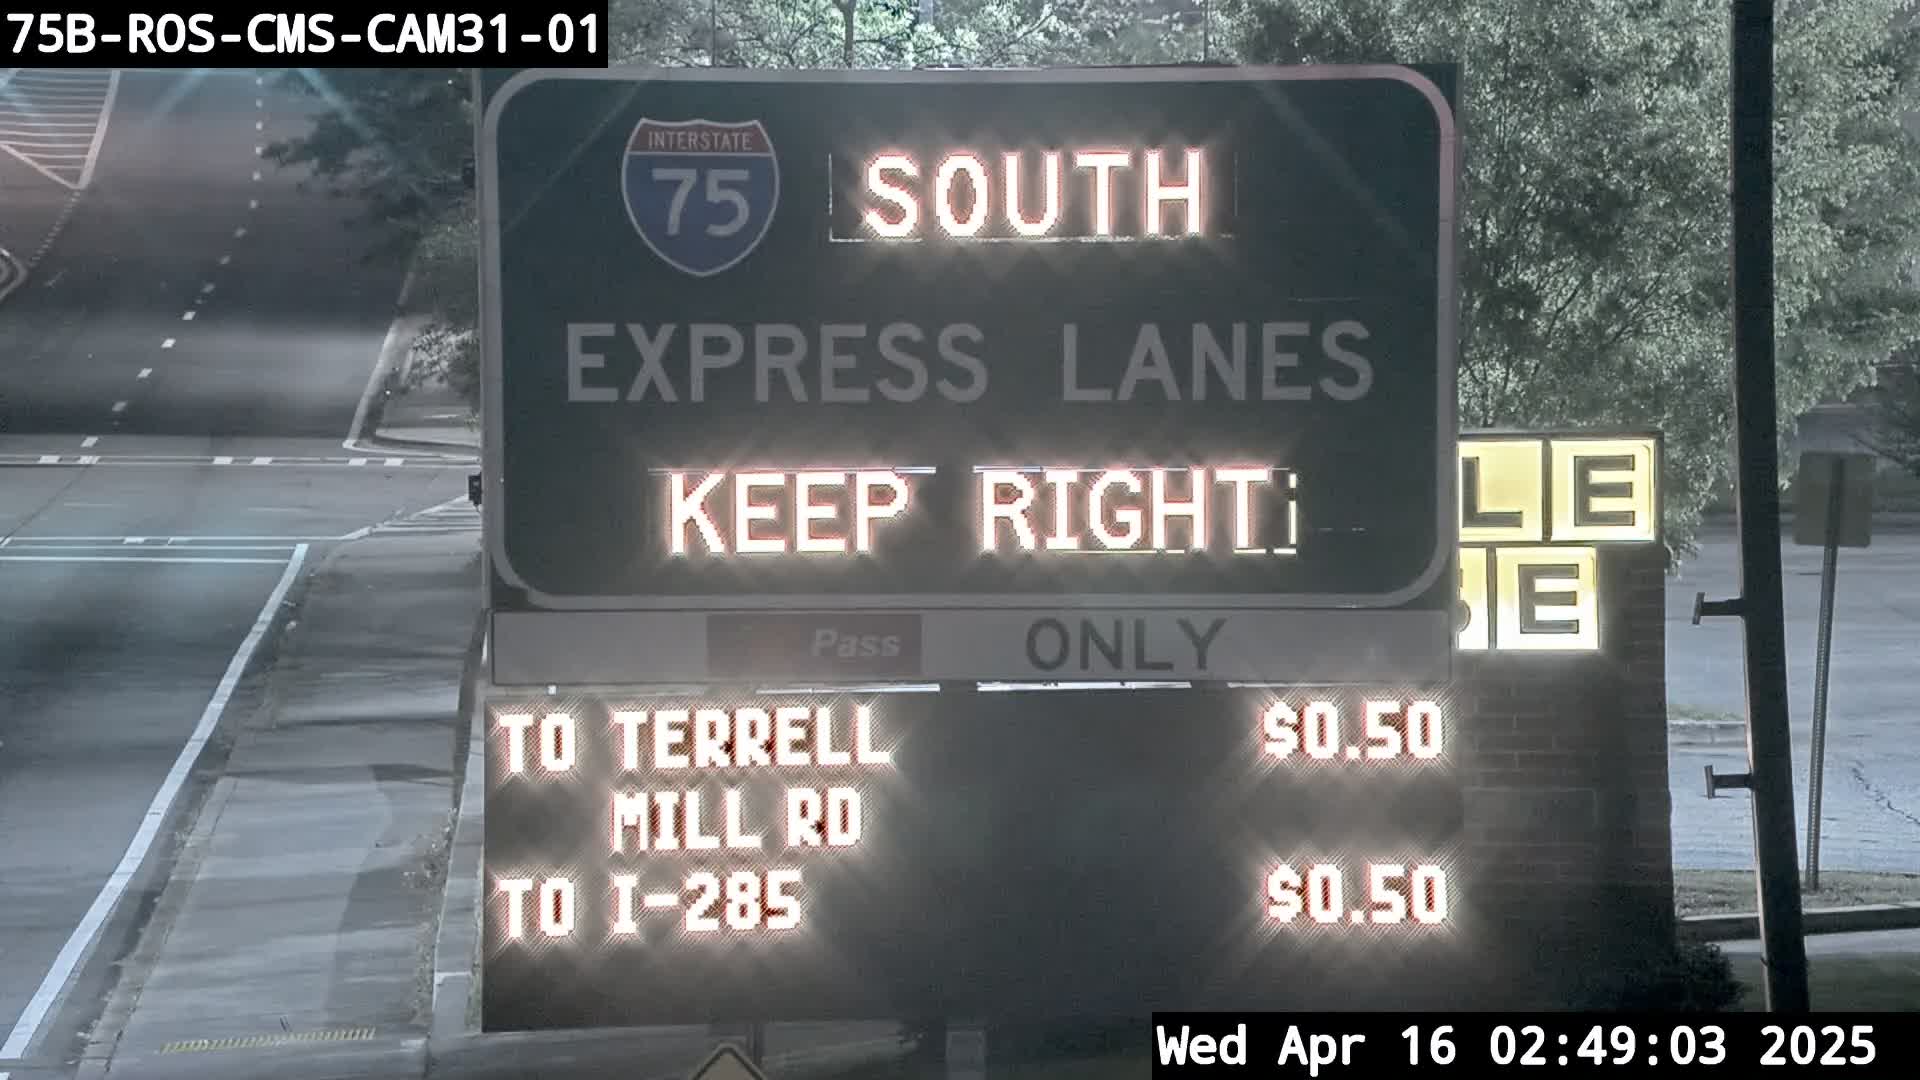 75B-ROS-CMS-CAM31-01
INTERSTATE
75
SOUTH
EXPRESS LANES
KEEP RIGHT
Pass ONLY
TO TERRELL $0.50
MILL RD
TO I-285 $0.50
LE
E
Wed Apr 16 02:49:03 2025